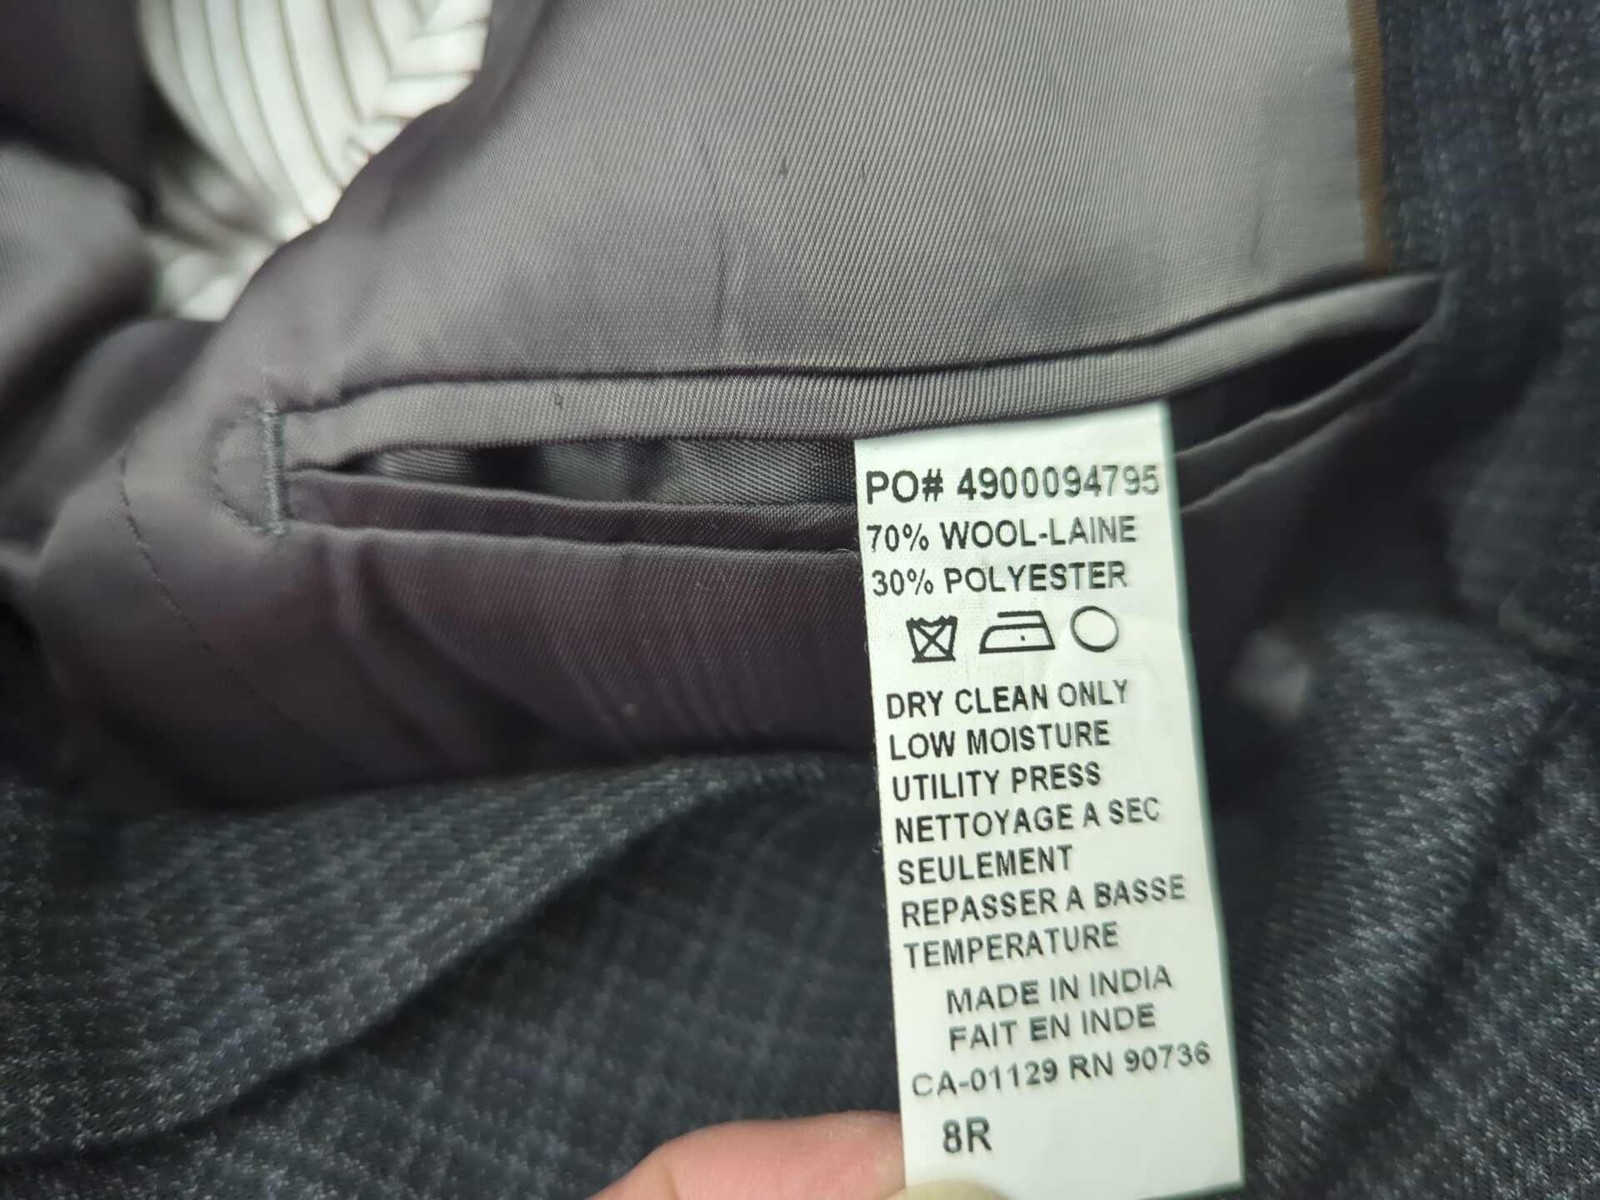 PO# 4900094795
70% WOOL-LAINE
30% POLYESTER
DRY CLEAN ONLY
LOW MOISTURE
UTILITY PRESS
NETTOYAGE A SEC
SEULEMENT
REPASSER A BASSE
TEMPERATURE
MADE IN INDIA
FAIT EN INDE
CA-01129 RN 90736
8R